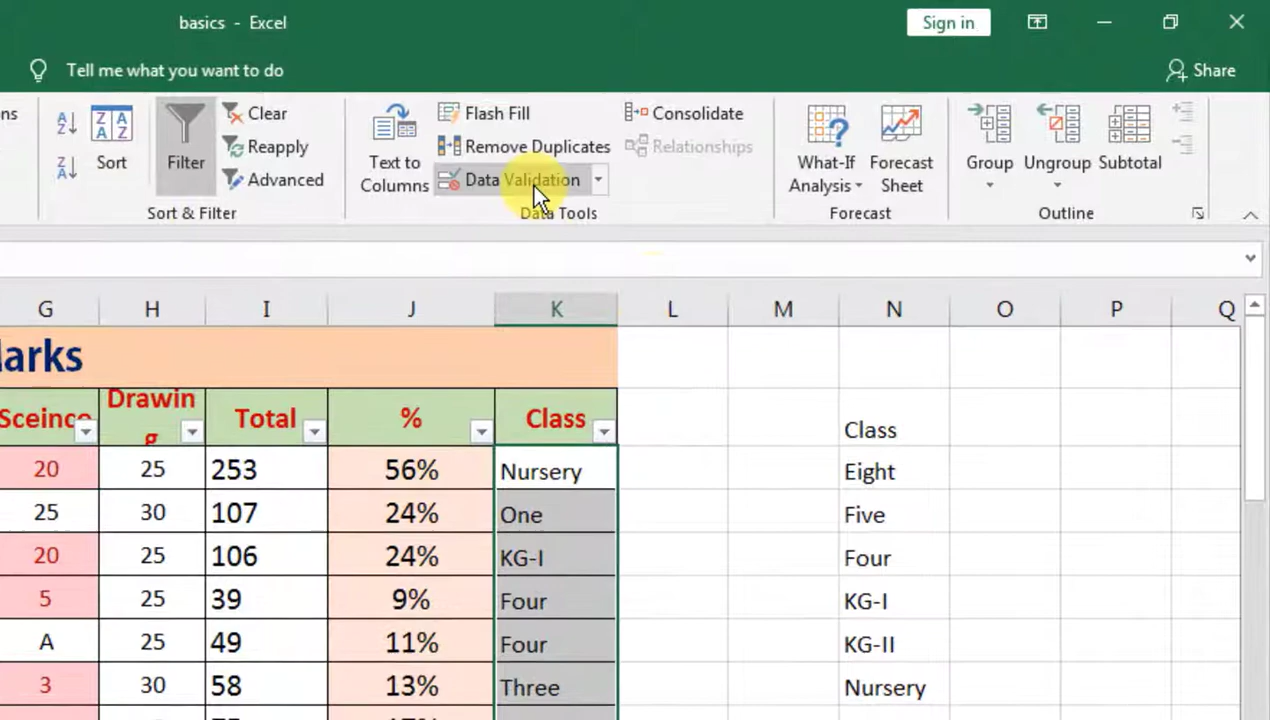 basics - Excel
Sign in
Tell me what you want to do
Share
ns
Sort
Filter
Clear
Reapply
Advanced
Sort & Filter
Text to
Columns
Flash Fill
Remove Duplicates
Data Validation
Consolidate
Relationships
Data Tools
What-If
Analysis
Forecast
Sheet
Forecast
Group
Ungroup
Subtotal
Outline
G H I J K L M N O P Q
Marks
Sceinc Drawin
g Total % Class
Class
20 25 253 56% Nursery Eight
25 30 107 24% One Five
20 25 106 24% KG-I Four
5 25 39 9% Four KG-I
A 25 49 11% Four KG-II
3 30 58 13% Three Nursery